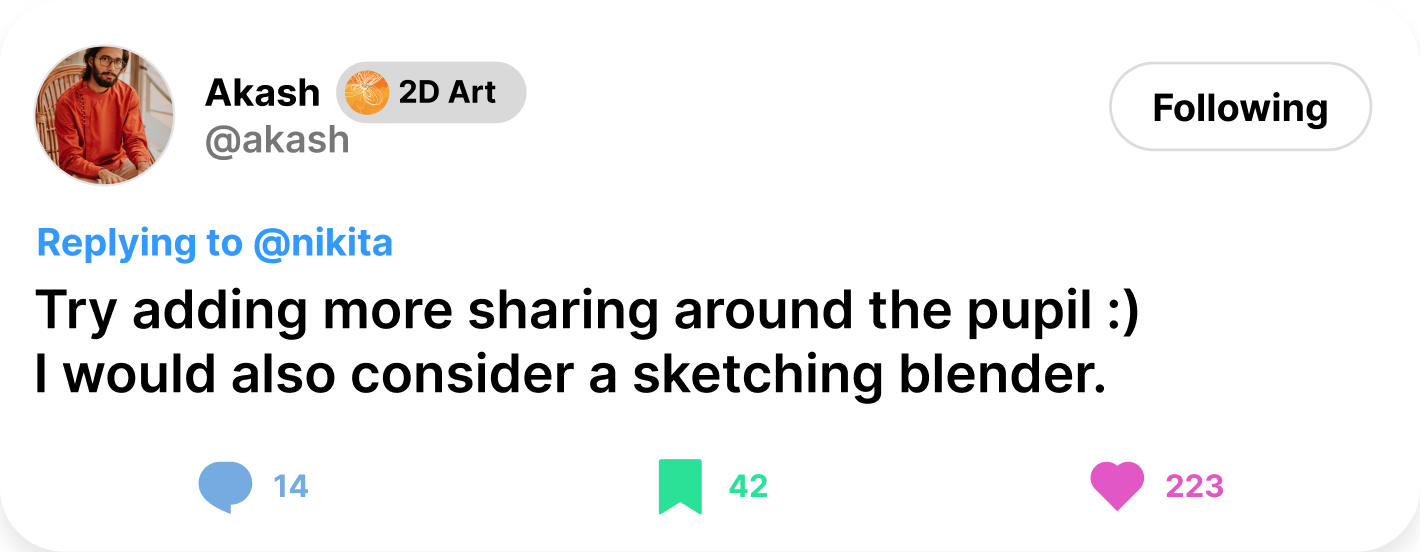 Akash 2D Art
@akash
Following
Replying to @nikita
Try adding more sharing around the pupil :)
I would also consider a sketching blender.
14 42 223